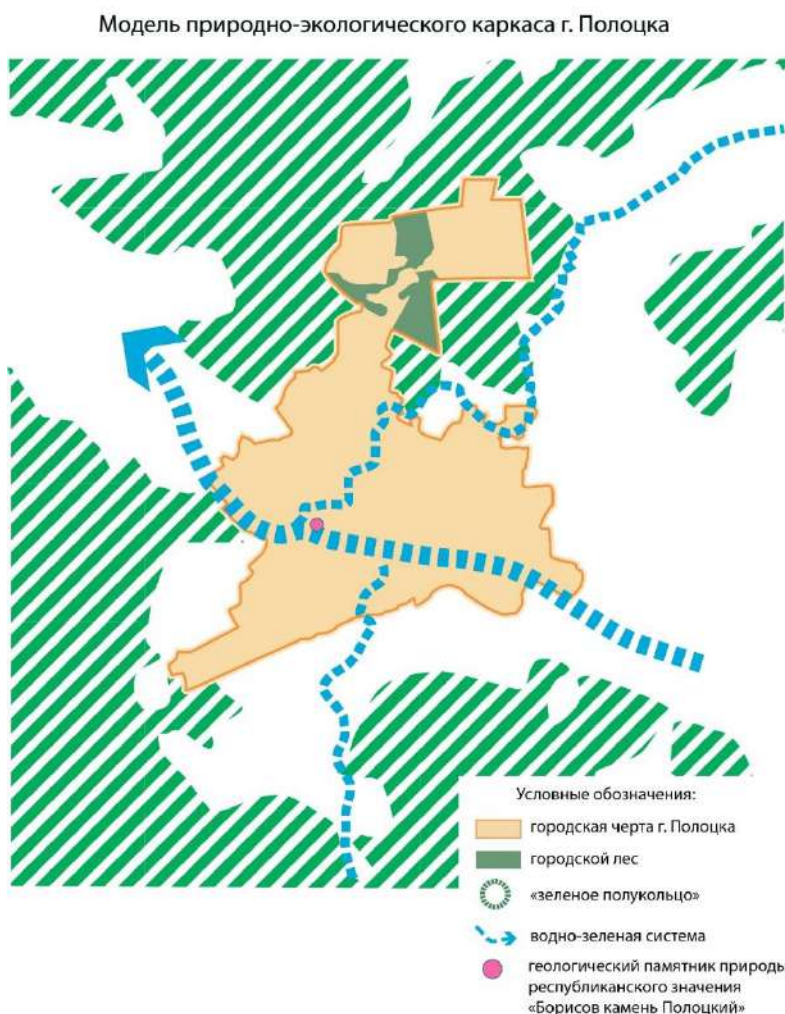 Модель природно-экологического каркаса г. Полоцка
Условные обозначения:
городская черта г. Полоцка
городской лес
«зеленое полукольцо»
водно-зеленая система
геологический памятник природы
республиканского значения
«Борисов камень Полоцкий»